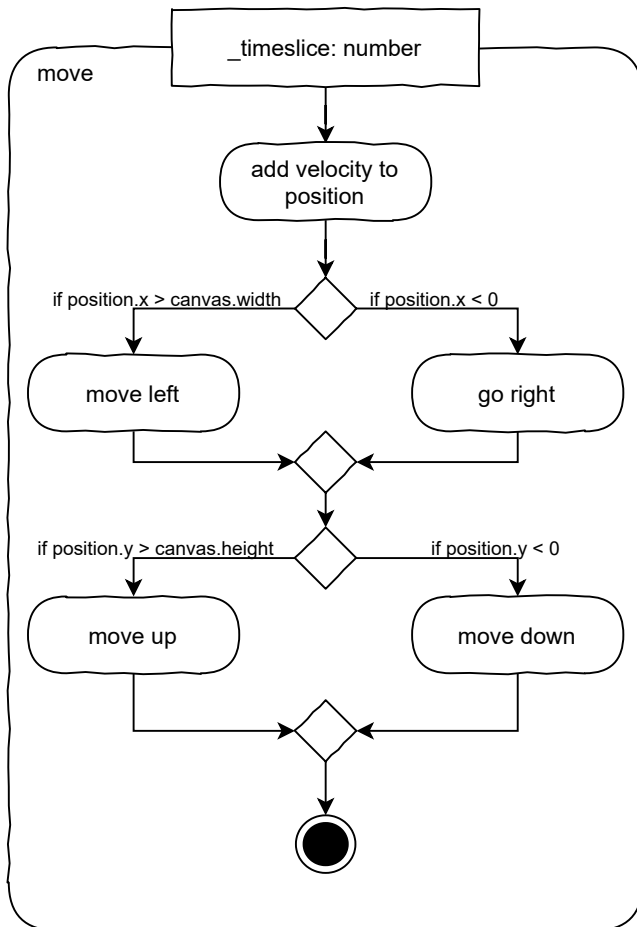 _timeslice: number
move
add velocity to
position
if position.x > canvas.width
if position.x < 0
move left
go right
if position.y > canvas.height
if position.y < 0
move up
move down